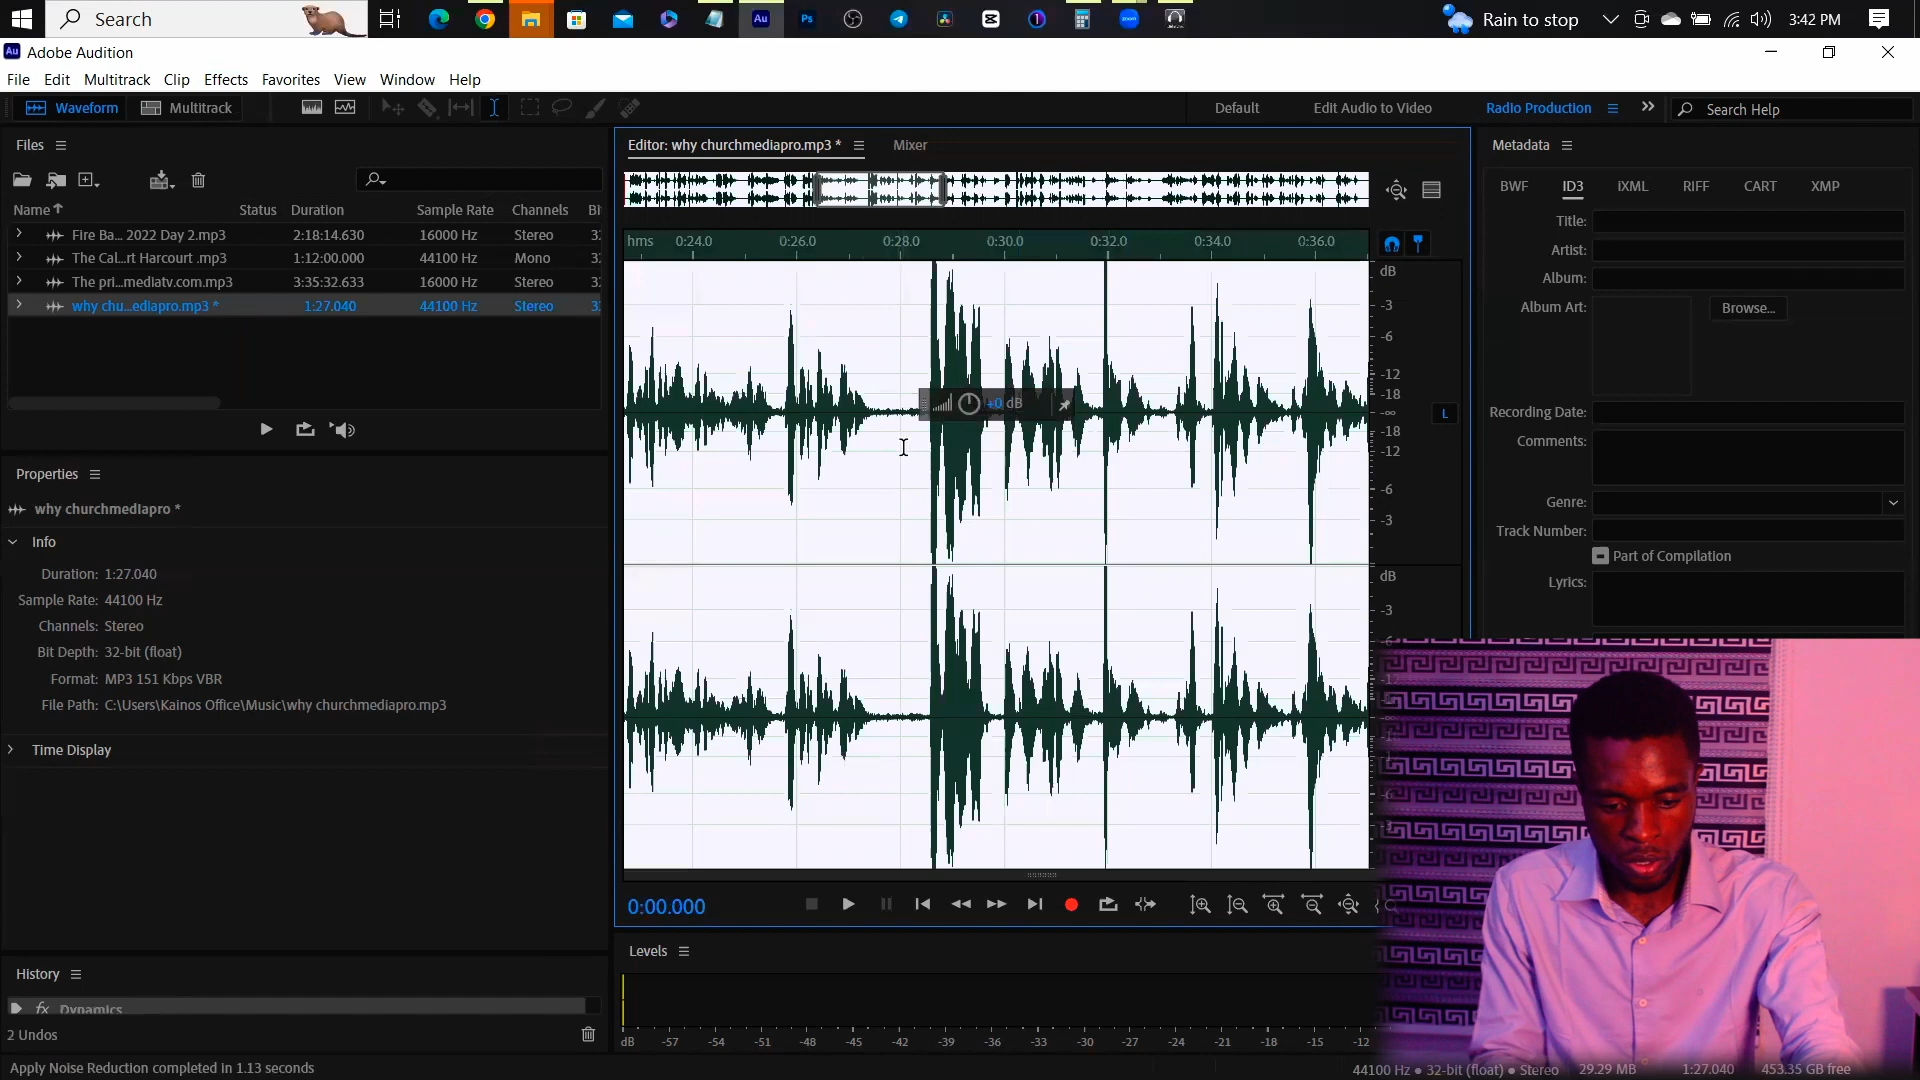 Search
Au
Ps
zoom
Rain to stop
3:42 PM
Au Adobe Audition
File Edit Multitrack Clip Effects Favorites View Window Help
Waveform
Multitrack
Default
Edit Audio to Video
Radio Production
Search Help
Files
Name Status Duration Sample Rate Channels Bi
Fire Ba... 2022 Day 2.mp3 2:18:14.630 16000 Hz Stereo 32
The Cal...rt Harcourt .mp3 1:12:00.000 44100 Hz Mono 32
The pri...mediatv.com.mp3 3:35:32.633 16000 Hz Stereo 32
why chu...ediapro.mp3 * 1:27.040 44100 Hz Stereo 32
Properties
why churchmediapro *
Info
Duration: 1:27.040
Sample Rate: 44100 Hz
Channels: Stereo
Bit Depth: 32-bit (float)
Format: MP3 151 Kbps VBR
File Path: C:\Users\Kainos Office\Music\why churchmediapro.mp3
Time Display
History
fx Dynamics
2 Undos
Apply Noise Reduction completed in 1.13 seconds
Editor: why churchmediapro.mp3 *
Mixer
hms 0:24.0 0:26.0 0:28.0 0:30.0 0:32.0 0:34.0 0:36.0
dB
-3
-6
-12
-18
-∞
-18
-12
-6
-3
+0 dB
L
dB
-3
0:00.000
Levels
dB -57 -54 -51 -48 -45 -42 -39 -36 -33 -30 -27 -24 -21 -18 -15 -12
Metadata
BWF ID3 iXML RIFF CART XMP
Title:
Artist:
Album:
Album Art:
Browse...
Recording Date:
Comments:
Genre:
Track Number:
Part of Compilation
Lyrics:
44100 Hz • 32-bit (float) • Stereo 29.29 MB 1:27.040 453.35 GB free